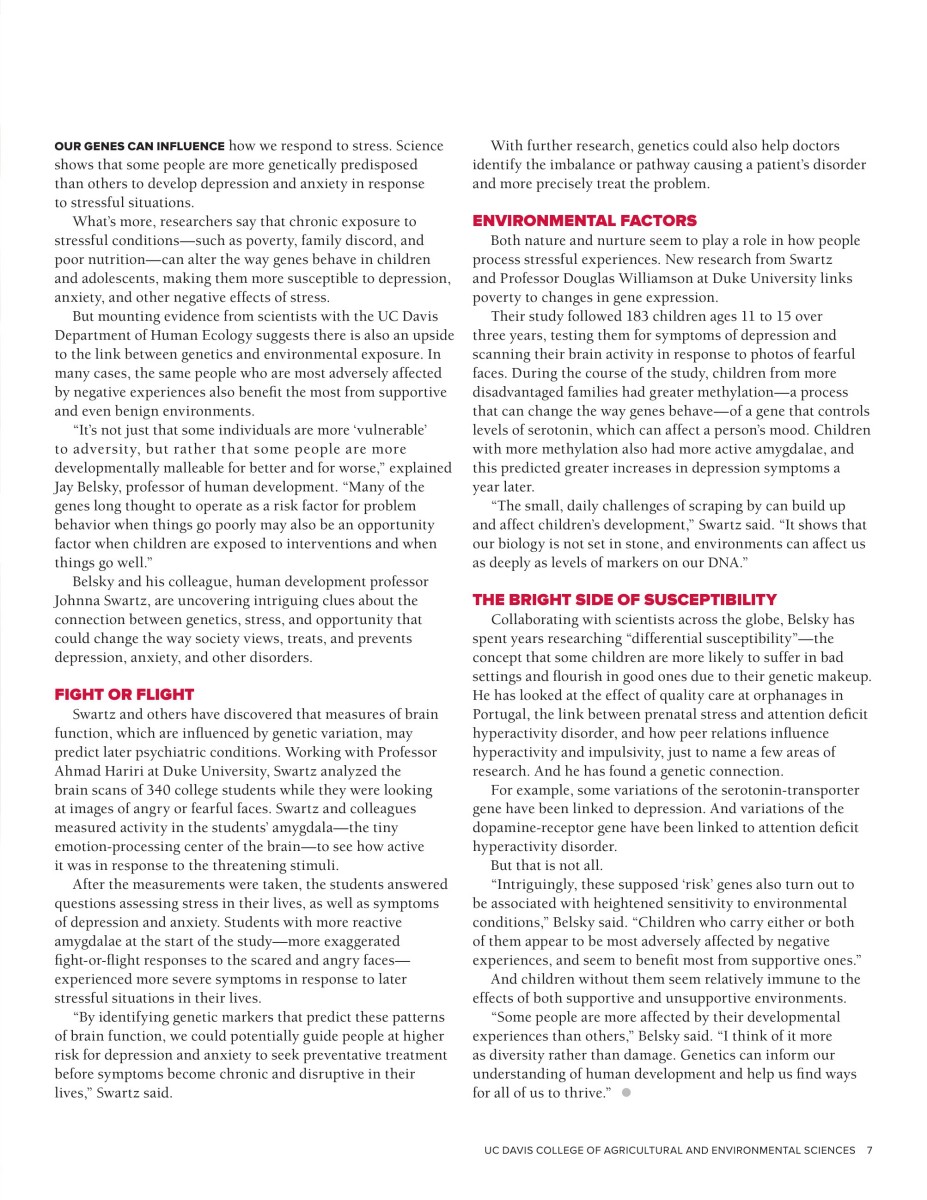 OUR GENES CAN INFLUENCE how we respond to stress. Science
shows that some people are more genetically predisposed
than others to develop depression and anxiety in response
to stressful situations.
What’s more, researchers say that chronic exposure to
stressful conditions—such as poverty, family discord, and
poor nutrition—can alter the way genes behave in children
and adolescents, making them more susceptible to depression,
anxiety, and other negative effects of stress.
But mounting evidence from scientists with the UC Davis
Department of Human Ecology suggests there is also an upside
to the link between genetics and environmental exposure. In
many cases, the same people who are most adversely affected
by negative experiences also benefit the most from supportive
and even benign environments.
“It’s not just that some individuals are more ‘vulnerable’
to adversity, but rather that some people are more
developmentally malleable for better and for worse,” explained
Jay Belsky, professor of human development. “Many of the
genes long thought to operate as a risk factor for problem
behavior when things go poorly may also be an opportunity
factor when children are exposed to interventions and when
things go well.”
Belsky and his colleague, human development professor
Johnna Swartz, are uncovering intriguing clues about the
connection between genetics, stress, and opportunity that
could change the way society views, treats, and prevents
depression, anxiety, and other disorders.
FIGHT OR FLIGHT
Swartz and others have discovered that measures of brain
function, which are influenced by genetic variation, may
predict later psychiatric conditions. Working with Professor
Ahmad Hariri at Duke University, Swartz analyzed the
brain scans of 340 college students while they were looking
at images of angry or fearful faces. Swartz and colleagues
measured activity in the students’ amygdala—the tiny
emotion-processing center of the brain—to see how active
it was in response to the threatening stimuli.
After the measurements were taken, the students answered
questions assessing stress in their lives, as well as symptoms
of depression and anxiety. Students with more reactive
amygdalae at the start of the study—more exaggerated
fight-or-flight responses to the scared and angry faces—
experienced more severe symptoms in response to later
stressful situations in their lives.
“By identifying genetic markers that predict these patterns
of brain function, we could potentially guide people at higher
risk for depression and anxiety to seek preventative treatment
before symptoms become chronic and disruptive in their
lives,” Swartz said.
With further research, genetics could also help doctors
identify the imbalance or pathway causing a patient’s disorder
and more precisely treat the problem.
ENVIRONMENTAL FACTORS
Both nature and nurture seem to play a role in how people
process stressful experiences. New research from Swartz
and Professor Douglas Williamson at Duke University links
poverty to changes in gene expression.
Their study followed 183 children ages 11 to 15 over
three years, testing them for symptoms of depression and
scanning their brain activity in response to photos of fearful
faces. During the course of the study, children from more
disadvantaged families had greater methylation—a process
that can change the way genes behave—of a gene that controls
levels of serotonin, which can affect a person’s mood. Children
with more methylation also had more active amygdalae, and
this predicted greater increases in depression symptoms a
year later.
“The small, daily challenges of scraping by can build up
and affect children’s development,” Swartz said. “It shows that
our biology is not set in stone, and environments can affect us
as deeply as levels of markers on our DNA.”
THE BRIGHT SIDE OF SUSCEPTIBILITY
Collaborating with scientists across the globe, Belsky has
spent years researching “differential susceptibility”—the
concept that some children are more likely to suffer in bad
settings and flourish in good ones due to their genetic makeup.
He has looked at the effect of quality care at orphanages in
Portugal, the link between prenatal stress and attention deficit
hyperactivity disorder, and how peer relations influence
hyperactivity and impulsivity, just to name a few areas of
research. And he has found a genetic connection.
For example, some variations of the serotonin-transporter
gene have been linked to depression. And variations of the
dopamine-receptor gene have been linked to attention deficit
hyperactivity disorder.
But that is not all.
“Intriguingly, these supposed ‘risk’ genes also turn out to
be associated with heightened sensitivity to environmental
conditions,” Belsky said. “Children who carry either or both
of them appear to be most adversely affected by negative
experiences, and seem to benefit most from supportive ones.”
And children without them seem relatively immune to the
effects of both supportive and unsupportive environments.
“Some people are more affected by their developmental
experiences than others,” Belsky said. “I think of it more
as diversity rather than damage. Genetics can inform our
understanding of human development and help us find ways
for all of us to thrive.”
UC DAVIS COLLEGE OF AGRICULTURAL AND ENVIRONMENTAL SCIENCES 7